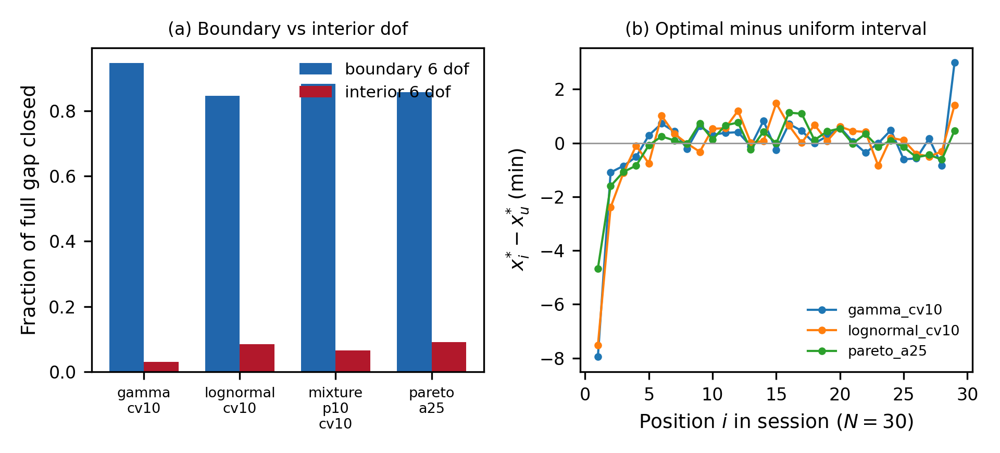 (a) Boundary vs interior dof
Fraction of full gap closed
0.8
0.6
0.4
0.2
0.0
boundary 6 dof
interior 6 dof
gamma
cv10
lognormal
cv10
mixture
p10
cv10
pareto
a25
(b) Optimal minus uniform interval
x*i − x*u (min)
2
0
−2
−4
−6
−8
gamma_cv10
lognormal_cv10
pareto_a25
0 5 10 15 20 25 30
Position i in session (N = 30)